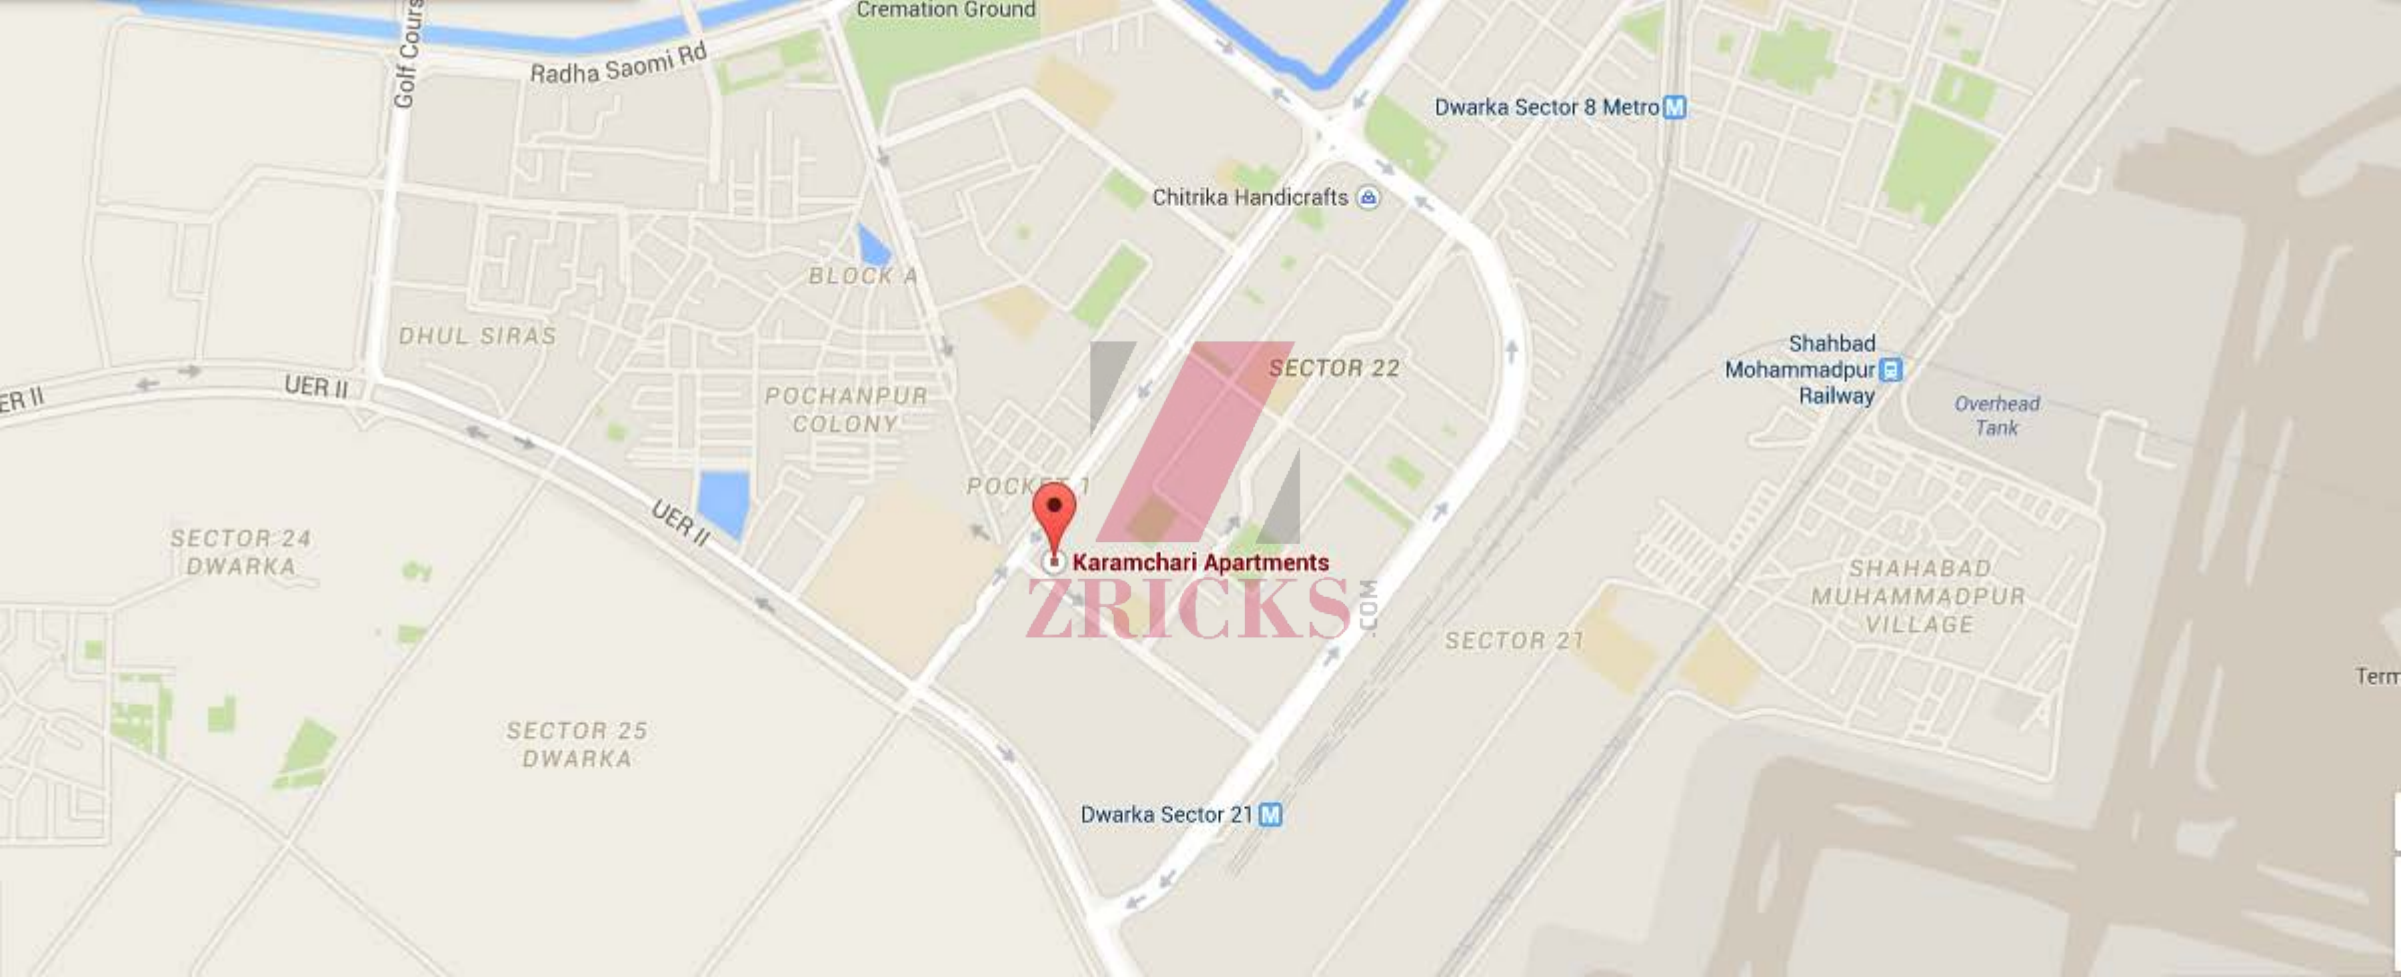 Cremation Ground
Golf Cours
Radha Saomi Rd
Dwarka Sector 8 Metro M
Chitrika Handicrafts
BLOCK A
DHUL SIRAS
Shahbad
Mohammadpur
Railway
SECTOR 22
UER II
ER II
POCHANPUR
COLONY
Overhead
Tank
POCKET 1
UER II
SECTOR 24
DWARKA
Karamchari Apartments
ZRICKS
.COM
SHAHABAD
MUHAMMADPUR
VILLAGE
SECTOR 21
Term
SECTOR 25
DWARKA
Dwarka Sector 21 M